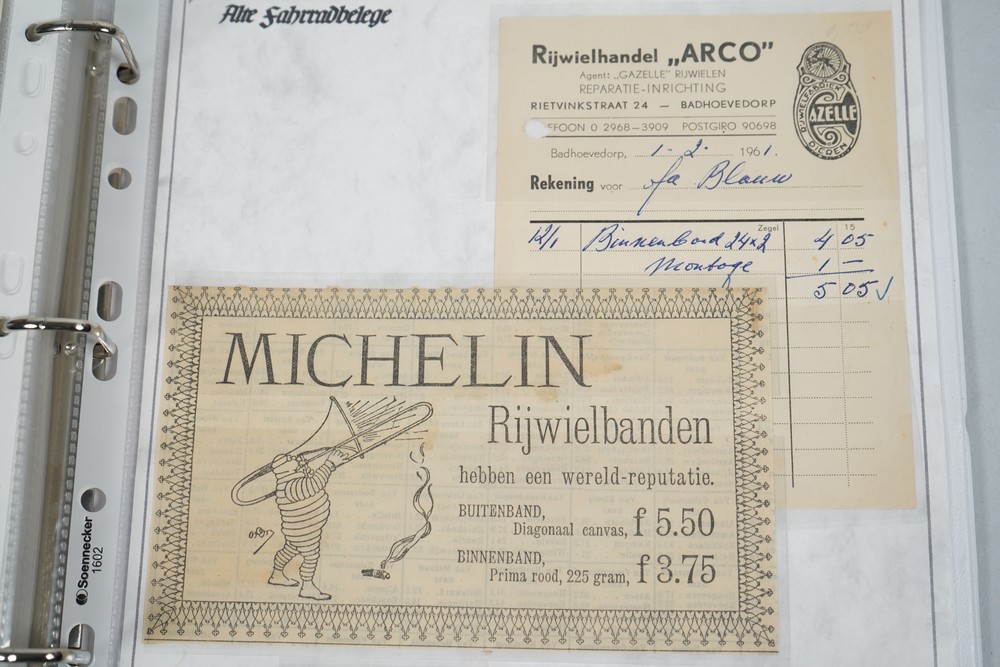 Alte Fahrradbelege
Rijwielhandel „ARCO”
Agent: „GAZELLE” RIJWIELEN
REPARATIE-INRICHTING
RIETVINKSTRAAT 24 — BADHOEVEDORP
EFOON 0 2968—3909 POSTGIRO 90698
RIJWIELFABRIEK
GAZELLE
DIEREN
Badhoevedorp, 1-2- 1961.
Rekening voor fa Blauw
Zegel 15
12/1 Binnenband 24x2 4 05
Montage 1 —
5 05
MICHELIN
Rijwielbanden
hebben een wereld-reputatie.
BUITENBAND,
Diagonaal canvas, f 5.50
BINNENBAND,
Prima rood, 225 gram, f 3.75
Soennecker
1602